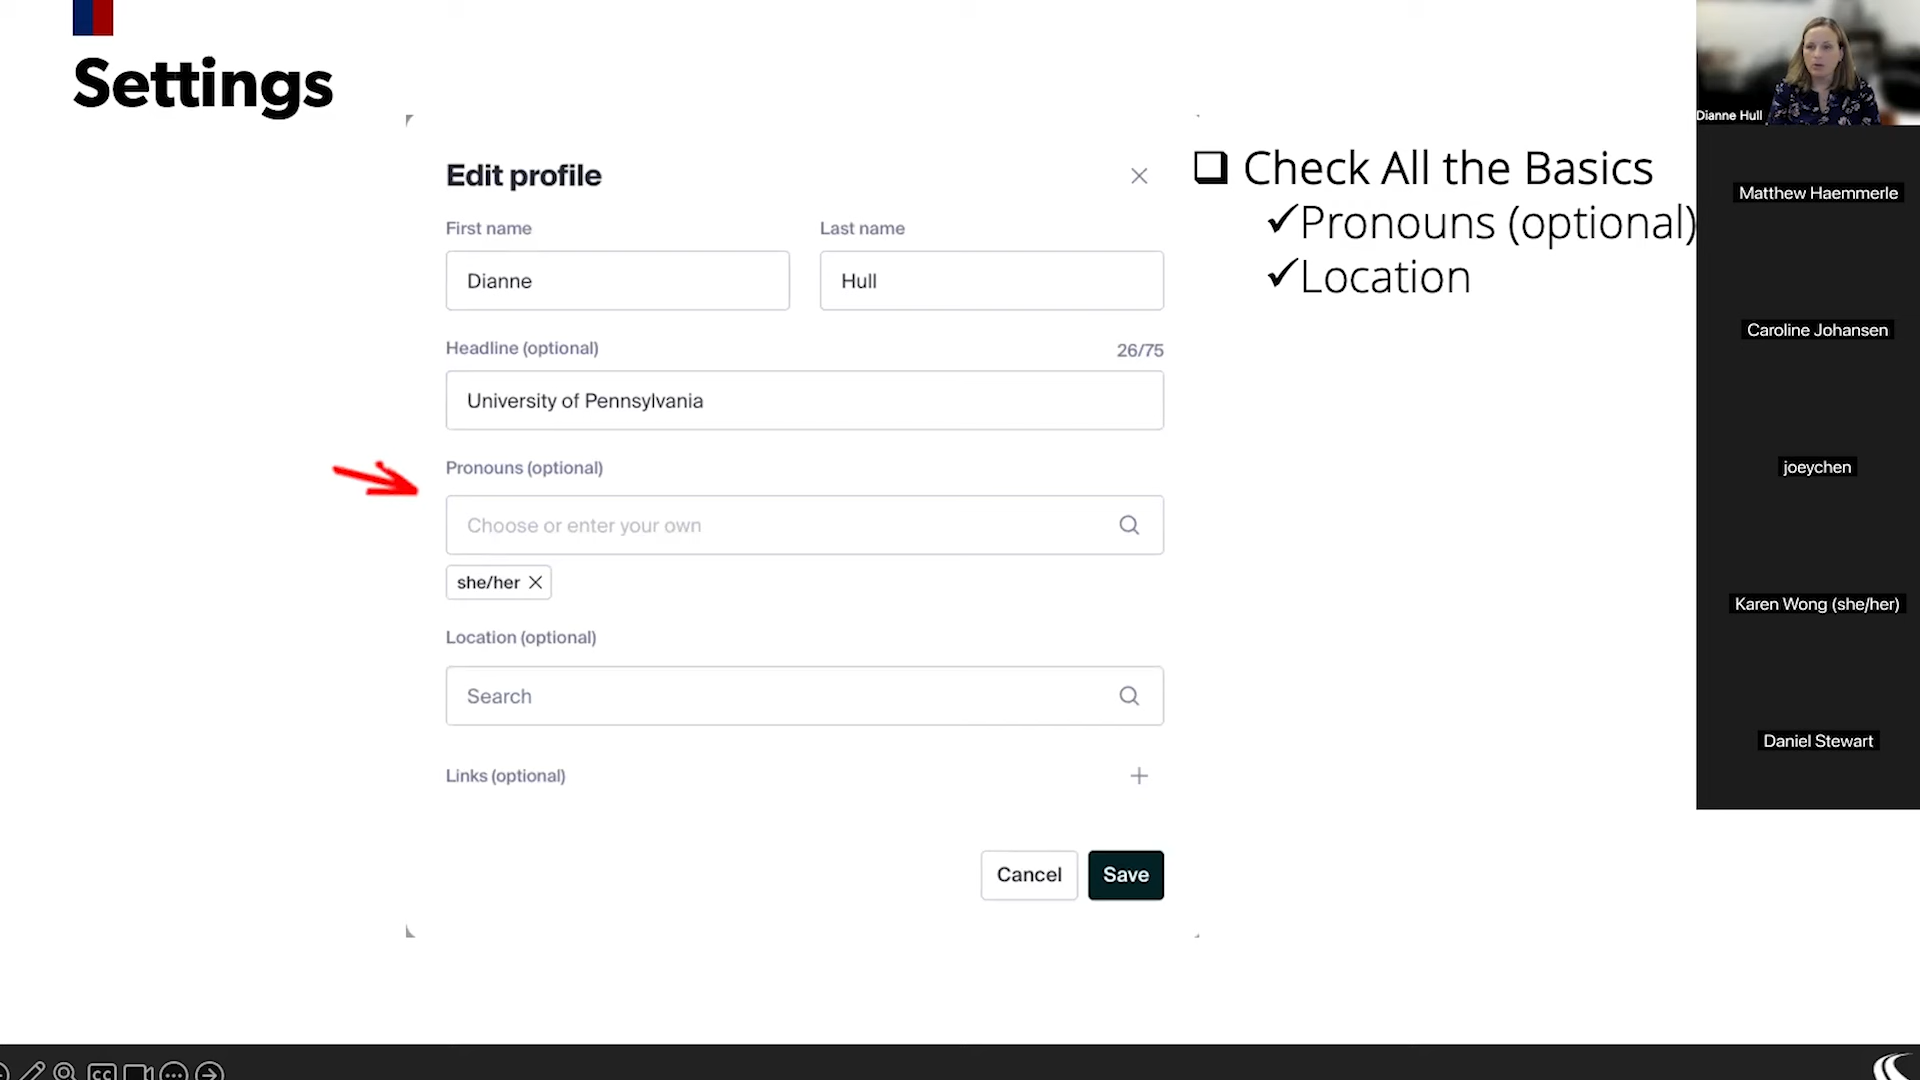 Settings
Edit profile
First name
Last name
Dianne
Hull
Headline (optional)
26/75
University of Pennsylvania
Pronouns (optional)
Choose or enter your own
she/her
Location (optional)
Search
Links (optional)
Cancel
Save
Check All the Basics
Pronouns (optional)
Location
Dianne Hull
Matthew Haemmerle
Caroline Johansen
joeychen
Karen Wong (she/her)
Daniel Stewart
CC